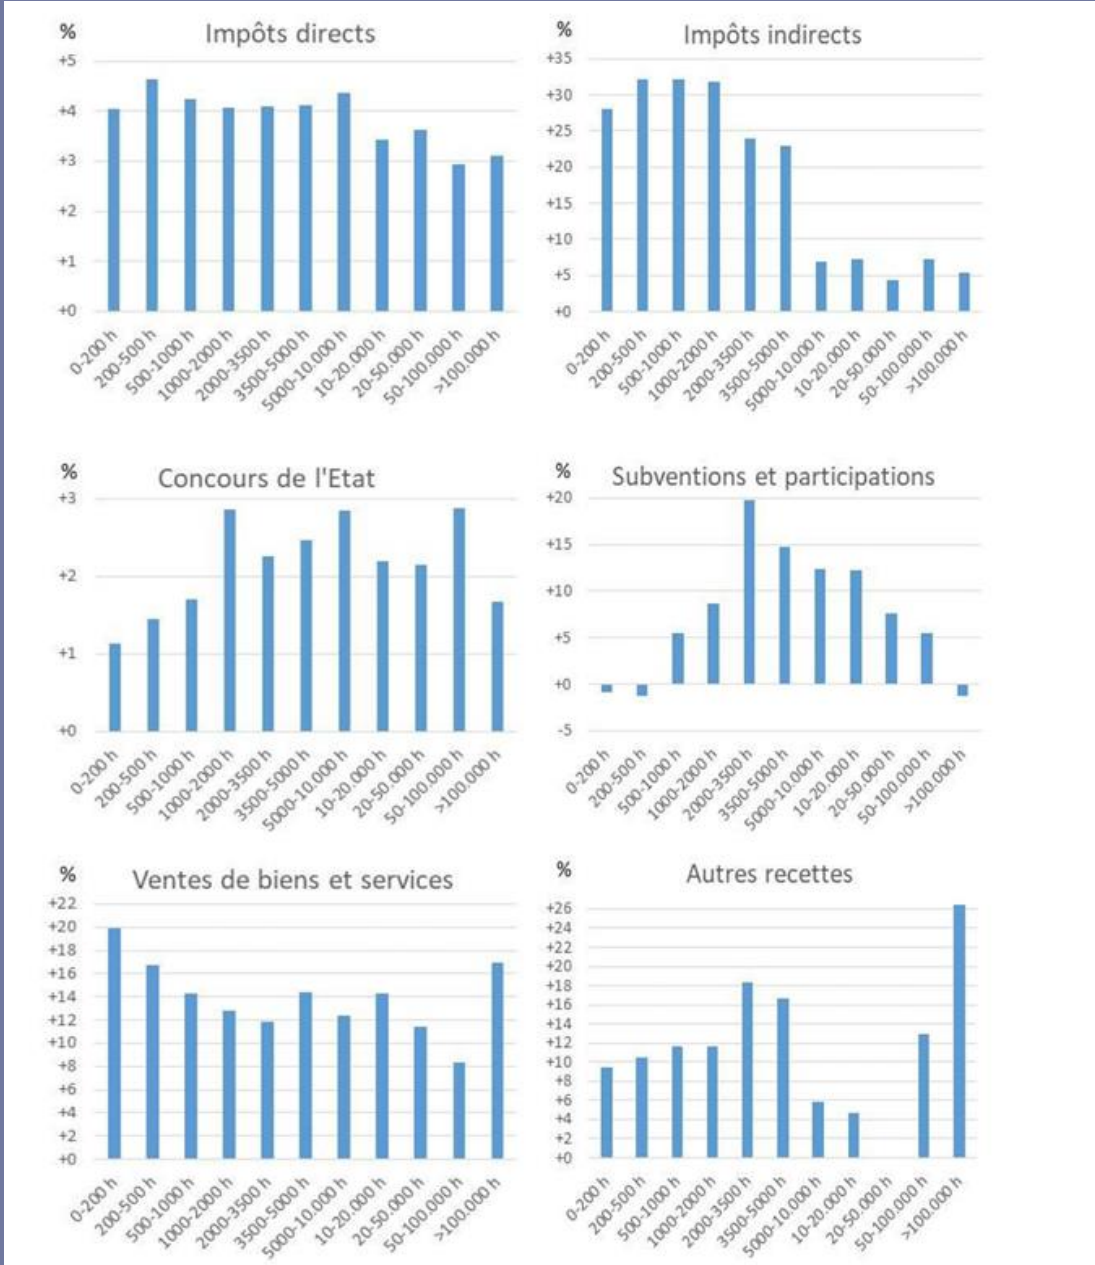 %
Impôts directs
+5
+4
+3
+2
+1
+0
0-200 h
200-500 h
500-1000 h
1000-2000 h
2000-3500 h
3500-5000 h
5000-10.000 h
10-20.000 h
20-50.000 h
50-100.000 h
>100.000 h
%
Impôts indirects
+35
+30
+25
+20
+15
+10
+5
+0
0-200 h
200-500 h
500-1000 h
1000-2000 h
2000-3500 h
3500-5000 h
5000-10.000 h
10-20.000 h
20-50.000 h
50-100.000 h
>100.000 h
%
Concours de l'Etat
+3
+2
+1
+0
0-200 h
200-500 h
500-1000 h
1000-2000 h
2000-3500 h
3500-5000 h
5000-10.000 h
10-20.000 h
20-50.000 h
50-100.000 h
>100.000 h
%
Subventions et participations
+20
+15
+10
+5
+0
-5
0-200 h
200-500 h
500-1000 h
1000-2000 h
2000-3500 h
3500-5000 h
5000-10.000 h
10-20.000 h
20-50.000 h
50-100.000 h
>100.000 h
%
Ventes de biens et services
+22
+20
+18
+16
+14
+12
+10
+8
+6
+4
+2
+0
0-200 h
200-500 h
500-1000 h
1000-2000 h
2000-3500 h
3500-5000 h
5000-10.000 h
10-20.000 h
20-50.000 h
50-100.000 h
>100.000 h
%
Autres recettes
+26
+24
+22
+20
+18
+16
+14
+12
+10
+8
+6
+4
+2
+0
0-200 h
200-500 h
500-1000 h
1000-2000 h
2000-3500 h
3500-5000 h
5000-10.000 h
10-20.000 h
20-50.000 h
50-100.000 h
>100.000 h